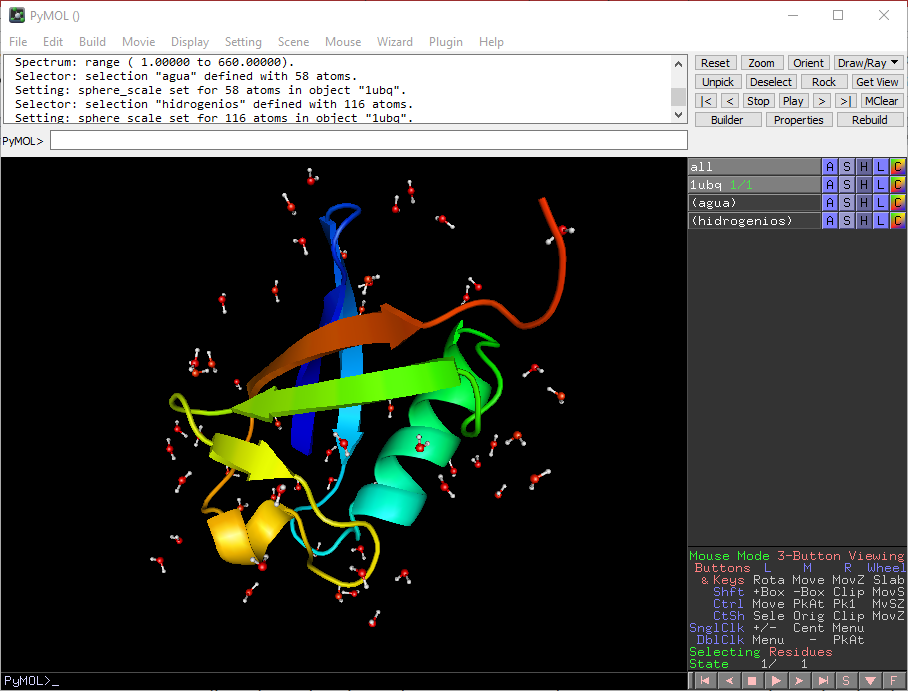 PyMOL ()
File Edit Build Movie Display Setting Scene Mouse Wizard Plugin Help
Spectrum: range ( 1.00000 to 660.00000).
Selector: selection "agua" defined with 58 atoms.
Setting: sphere_scale set for 58 atoms in object "1ubq".
Selector: selection "hidrogenios" defined with 116 atoms.
Setting: sphere_scale set for 116 atoms in object "1ubq".
Reset Zoom Orient Draw/Ray
Unpick Deselect Rock Get View
|< < Stop Play > >| MClear
Builder Properties Rebuild
PyMOL>
all A S H L C
1ubq 1/1 A S H L C
(agua) A S H L C
(hidrogenios) A S H L C
Mouse Mode 3-Button Viewing
Buttons L M R Wheel
& Keys Rota Move MovZ Slab
Shft +Box -Box Clip MovS
Ctrl Move PkAt Pk1 MvSZ
CtSh Sele Orig Clip MovZ
SnglClk +/- Cent Menu
DblClk Menu - PkAt
Selecting Residues
State 1/ 1
PyMOL>_
S F